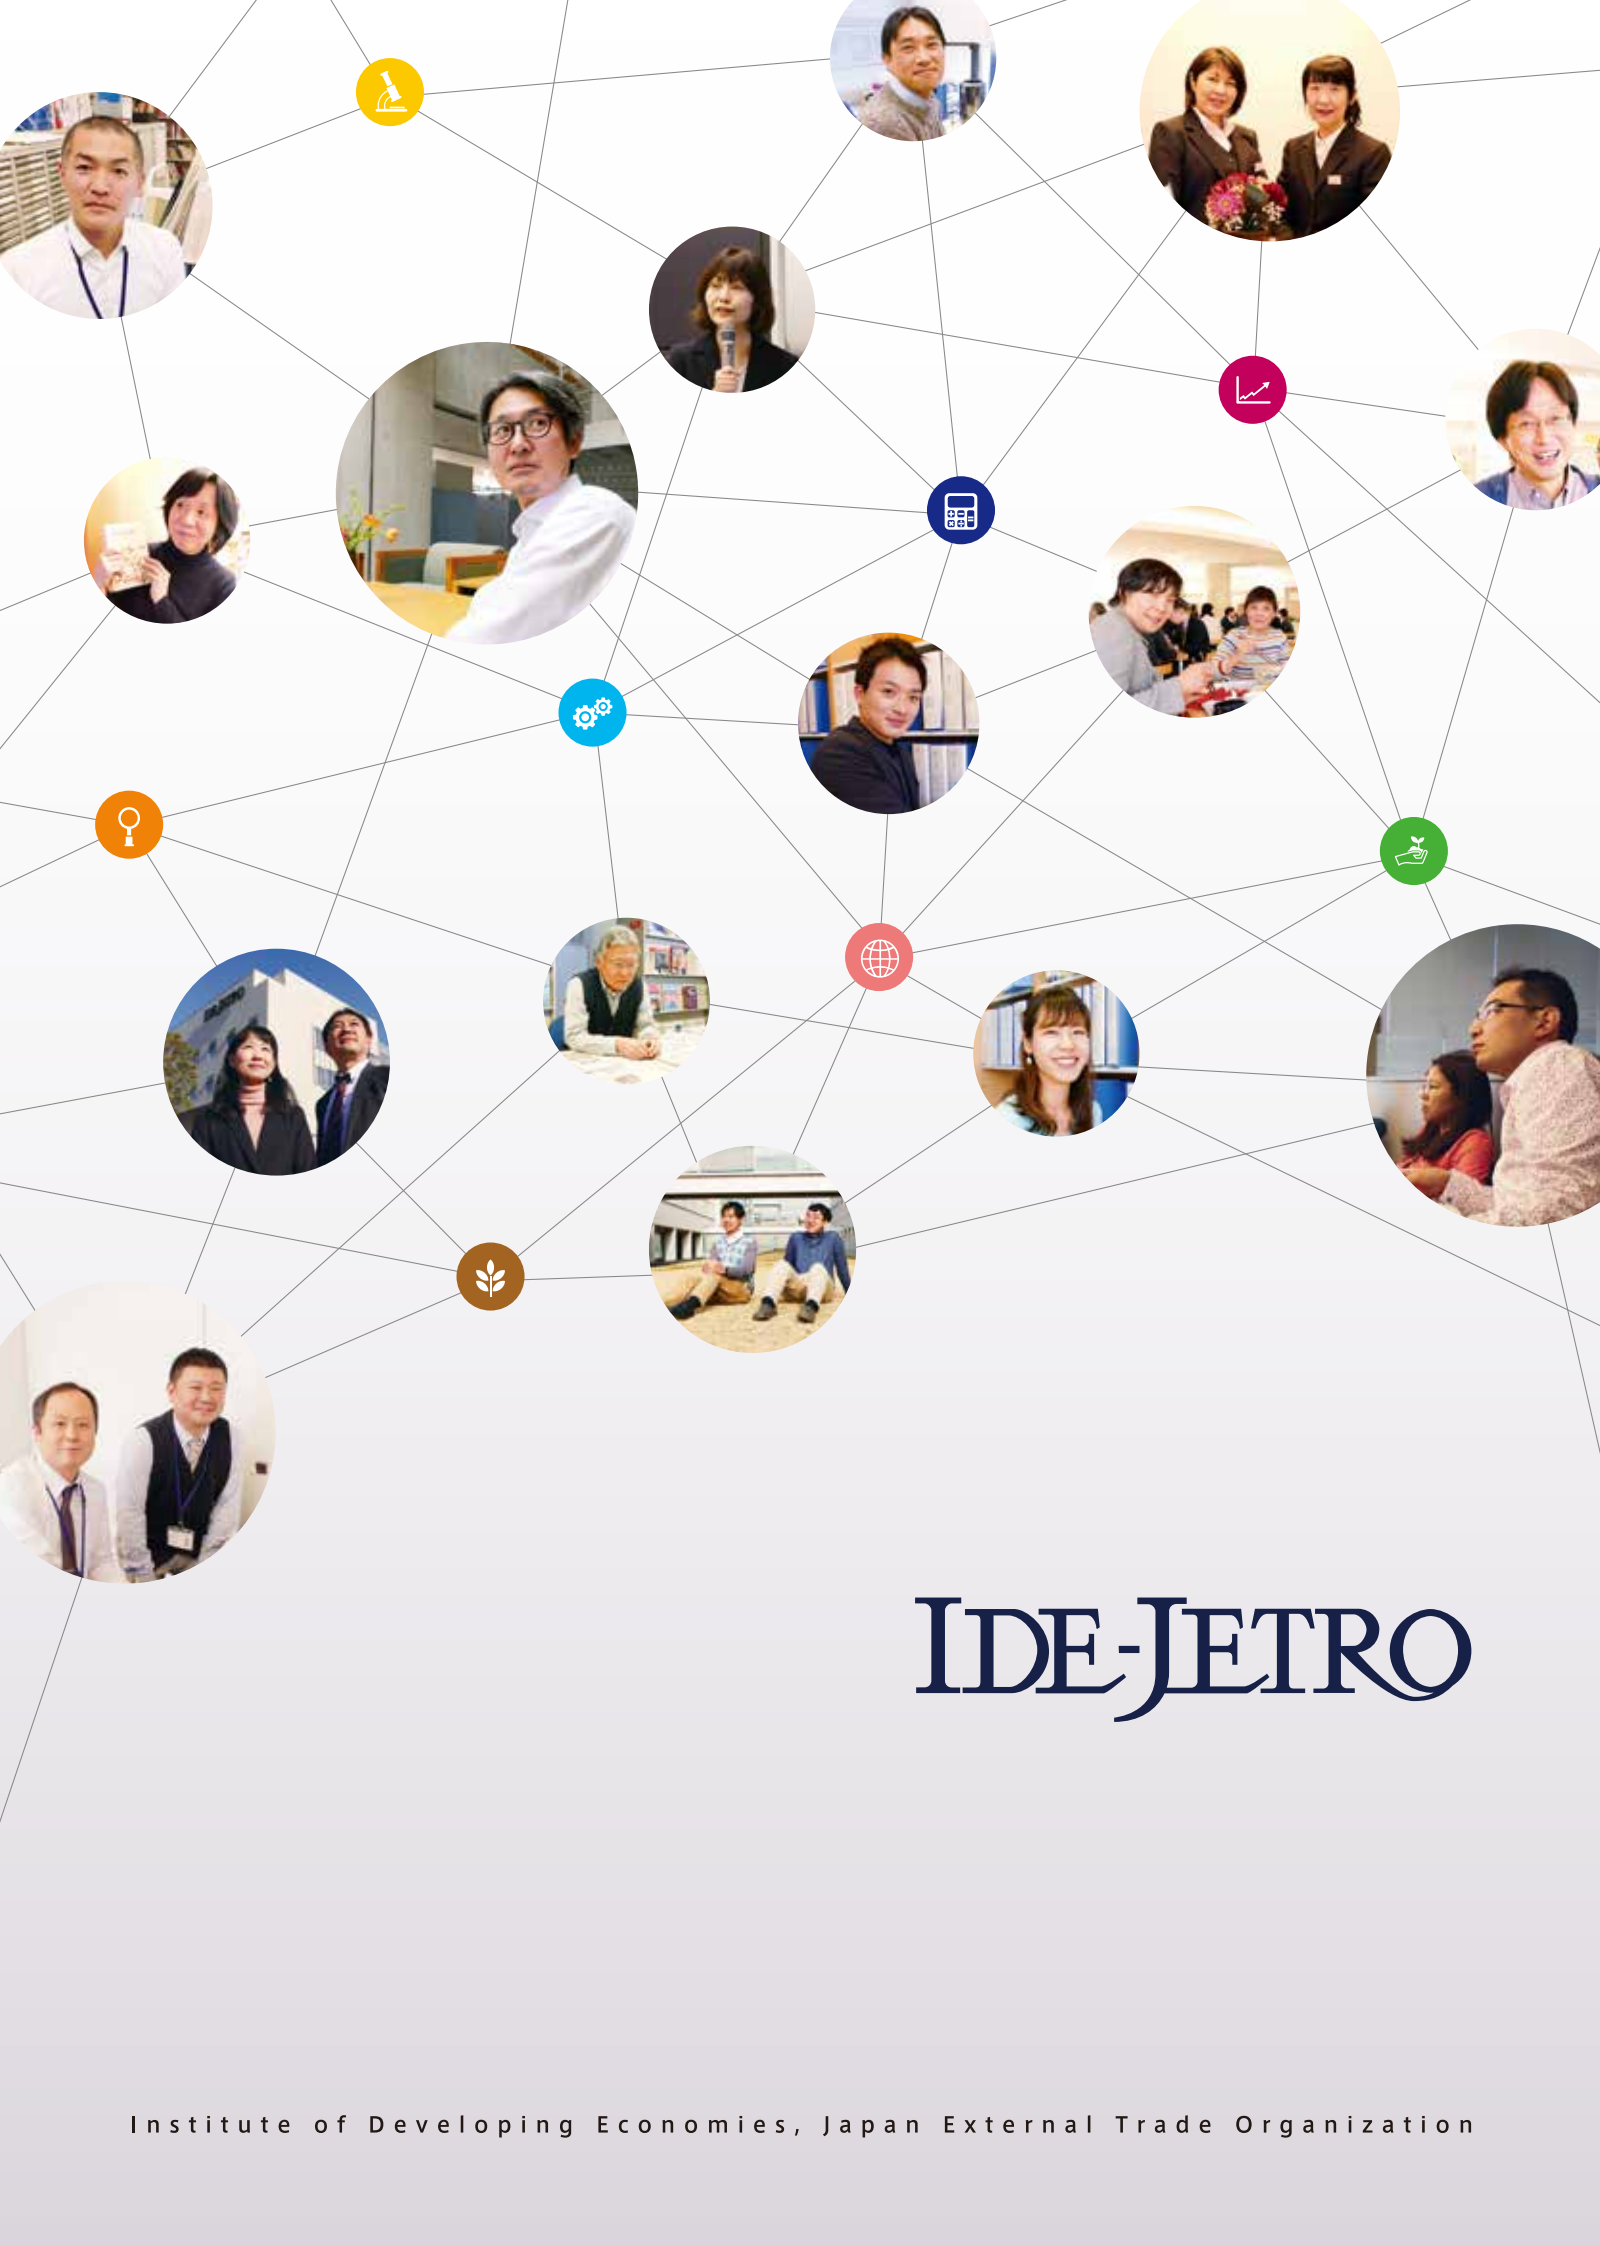 IDE-JETRO
Institute of Developing Economies, Japan External Trade Organization